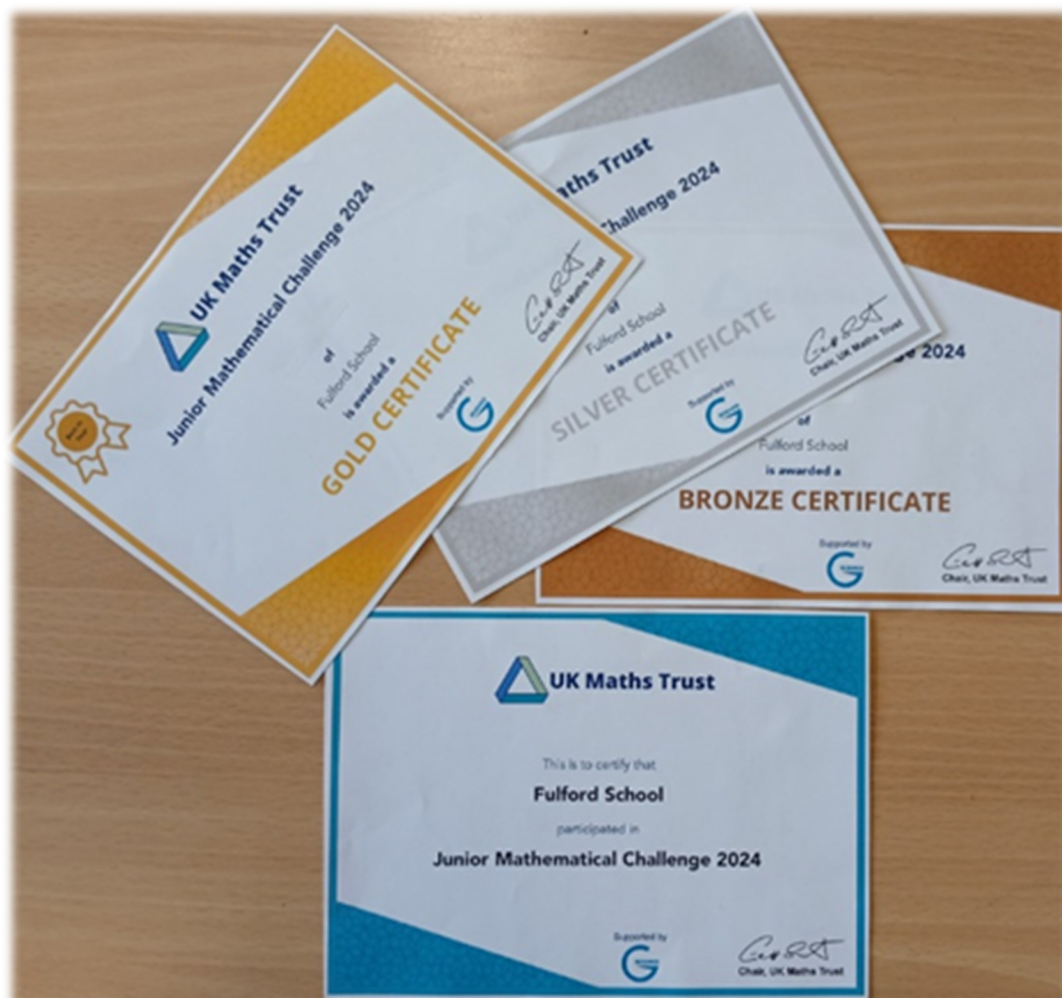 UK Maths Trust
Junior Mathematical Challenge 2024
of
Fulford School
is awarded a
GOLD CERTIFICATE
Supported by
G
Chair, UK Maths Trust
aths Trust
Challenge 2024
of
Fulford School
is awarded a
SILVER CERTIFICATE
Supported by
G
Chair, UK Maths Trust
2024
of
Fulford School
is awarded a
BRONZE CERTIFICATE
Supported by
G
Chair, UK Maths Trust
UK Maths Trust
This is to certify that
Fulford School
participated in
Junior Mathematical Challenge 2024
Supported by
G
Chair, UK Maths Trust